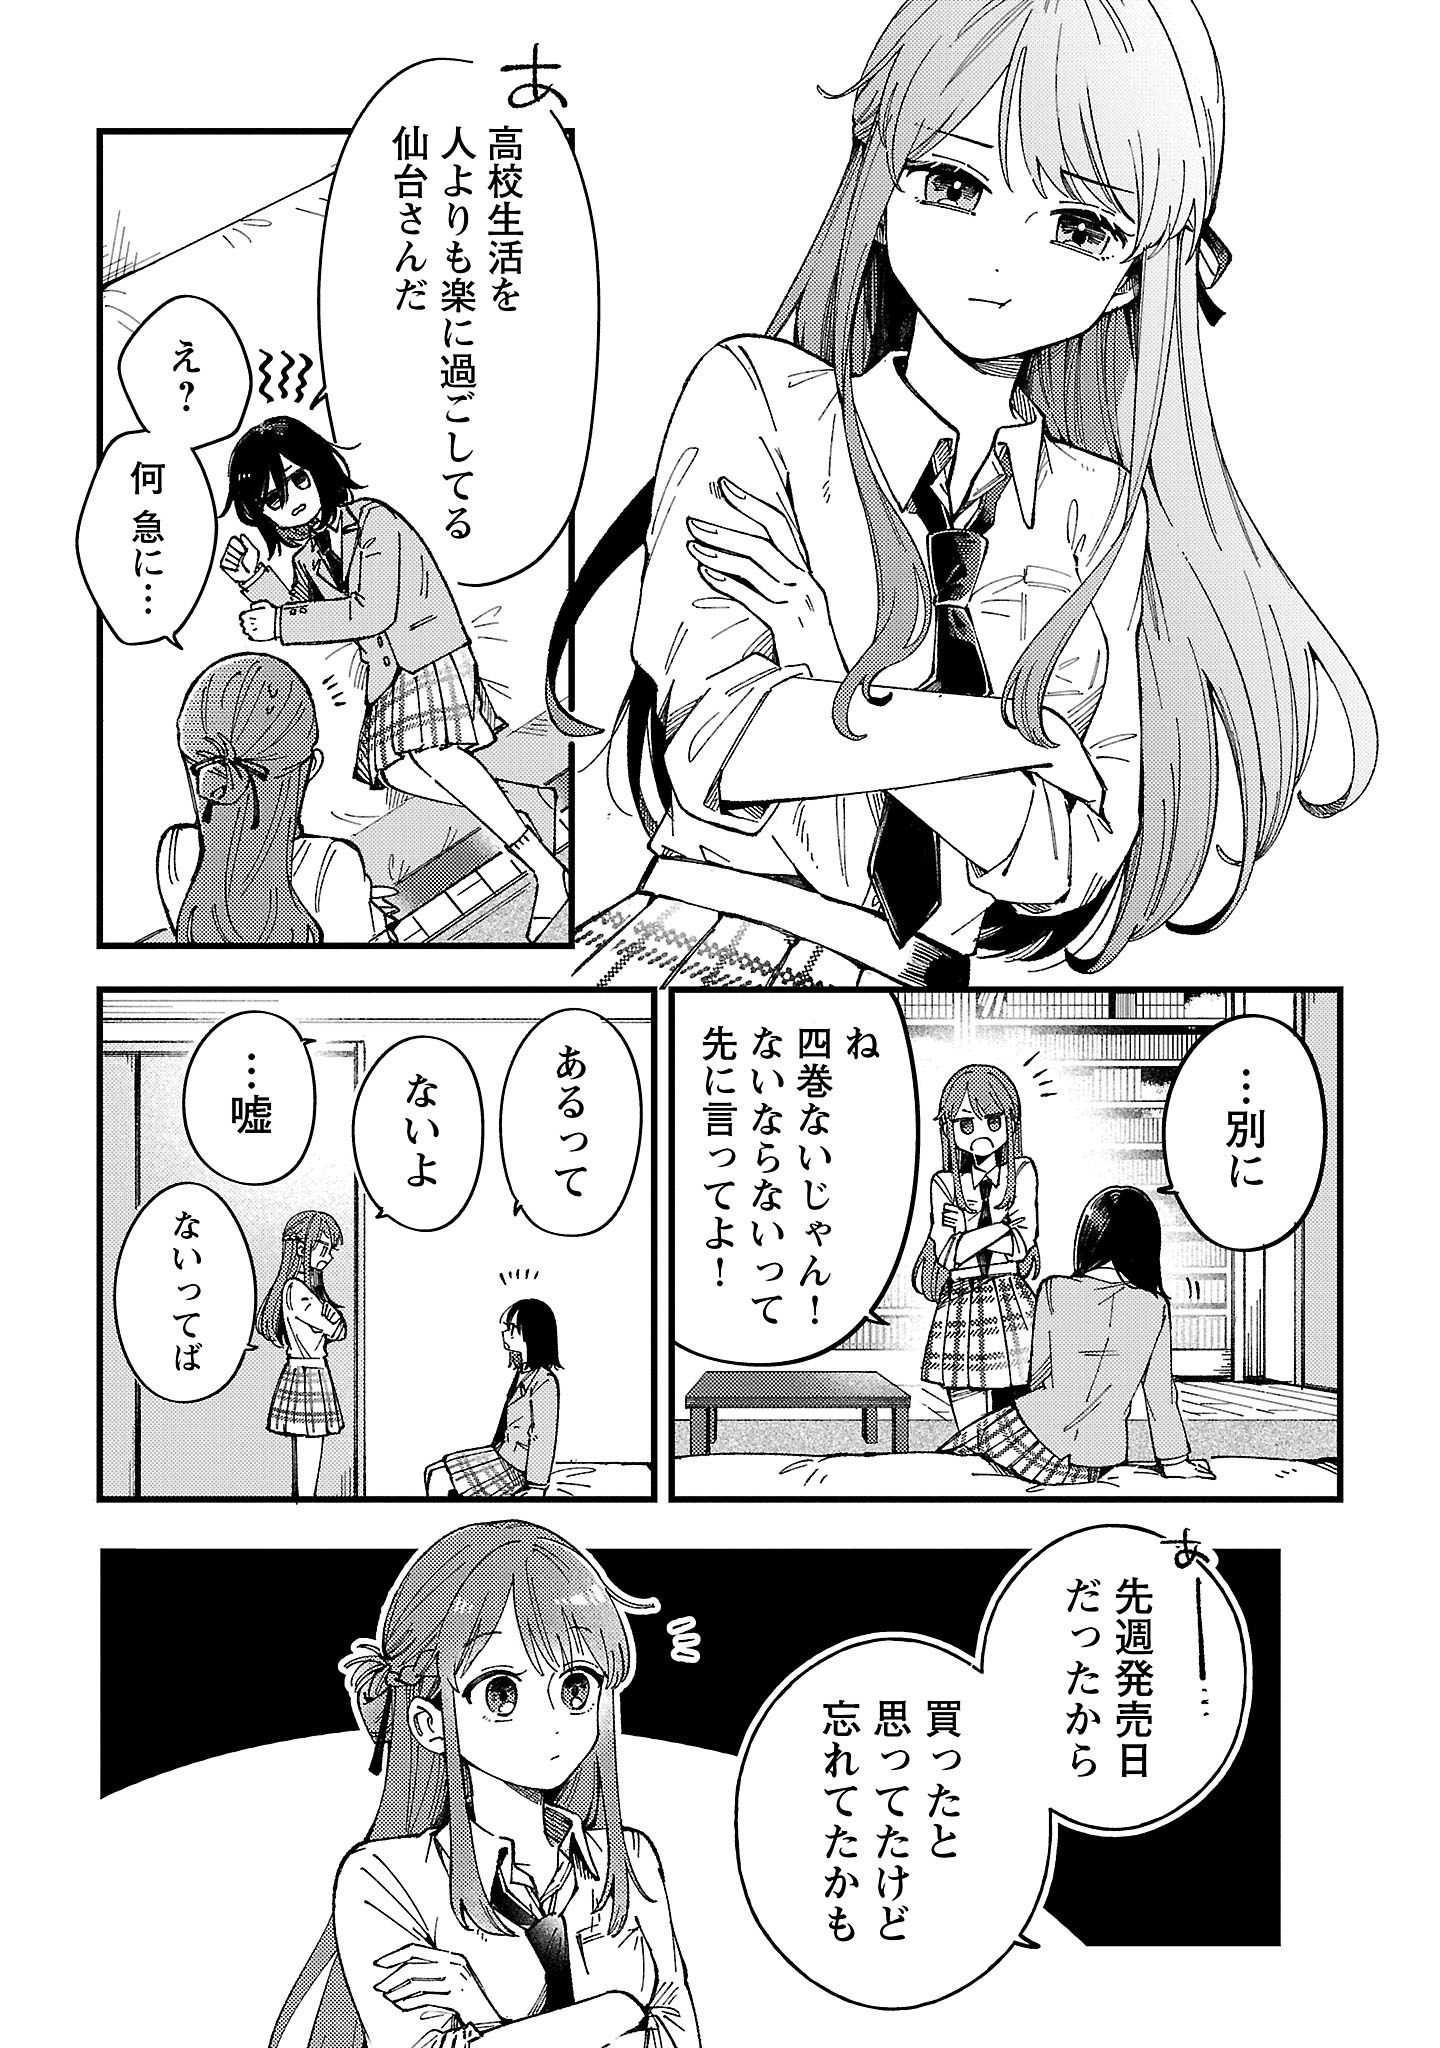 あ、
高校生活を
人よりも楽に過ごしてる
仙台さんだ
え？
何 急に…
…別に
ね
四巻ないじゃん！
ないならないって
先に言ってよ！
あるって
ないよ
…嘘
ないってば
あー…
先週発売日
だったから
買ったと
思ってたけど
忘れてたかも